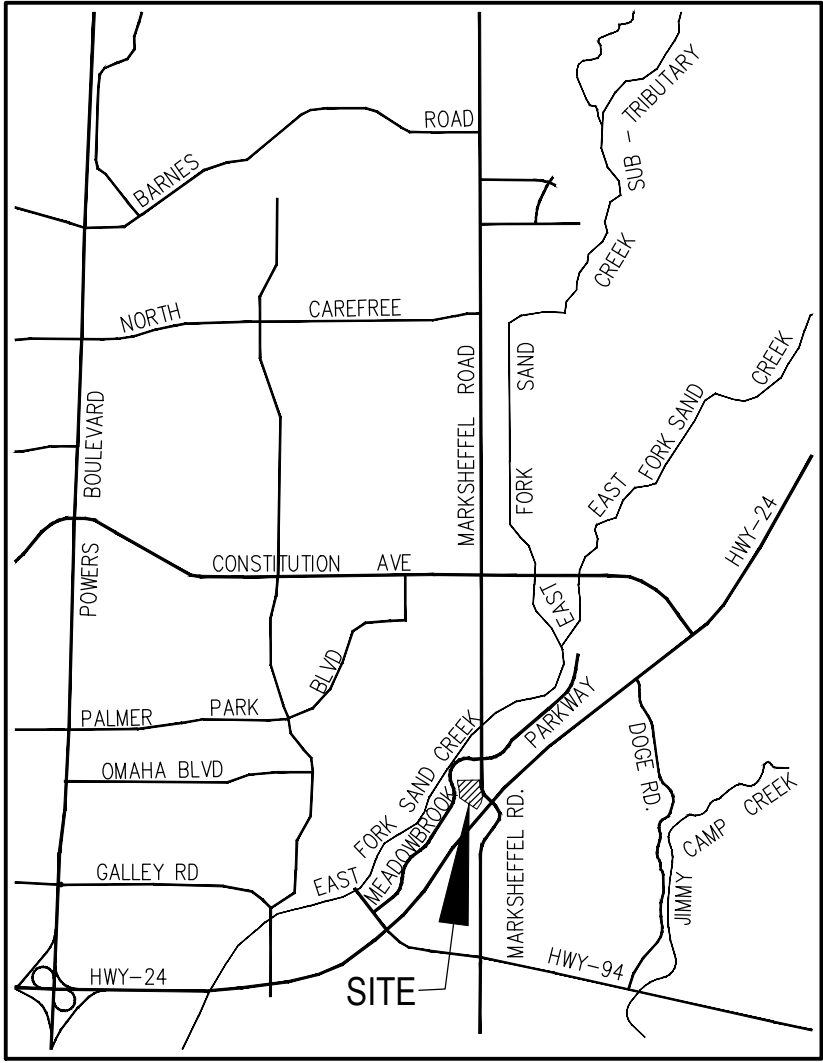 ROAD
SUB - TRIBUTARY
BARNES
CREEK
NORTH CAREFREE
MARKSHEFFEL ROAD
EAST FORK SAND
EAST FORK SAND CREEK
POWERS BOULEVARD
HWY-24
CONSTITUTION AVE
BLVD
PALMER PARK
PARKWAY
OMAHA BLVD
DOGE RD.
EAST FORK SAND CREEK
MEADOWBROOK
MARKSHEFFEL RD.
JIMMY CAMP CREEK
GALLEY RD
HWY-94
HWY-24
SITE